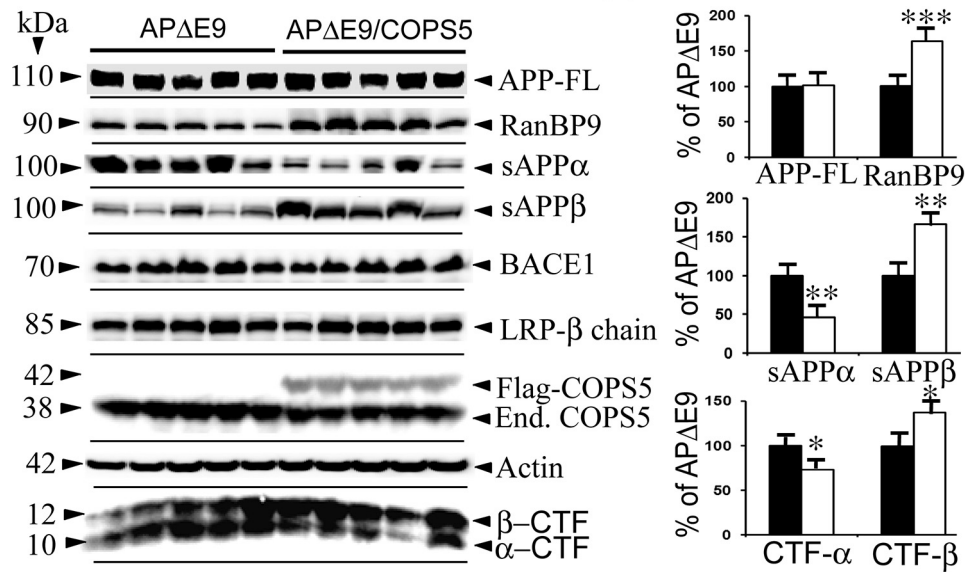 kDa
APΔE9 APΔE9/COPS5
110 APP-FL
90 RanBP9
100 sAPPα
100 sAPPβ
70 BACE1
85 LRP-β chain
42 Flag-COPS5
38 End. COPS5
42 Actin
12 β–CTF
10 α–CTF
% of APΔE9
200
150
100
50
0
***
APP-FL RanBP9
% of APΔE9
200
150
100
50
0
**
**
sAPPα sAPPβ
% of APΔE9
150
100
50
0
*
*
CTF-α CTF-β